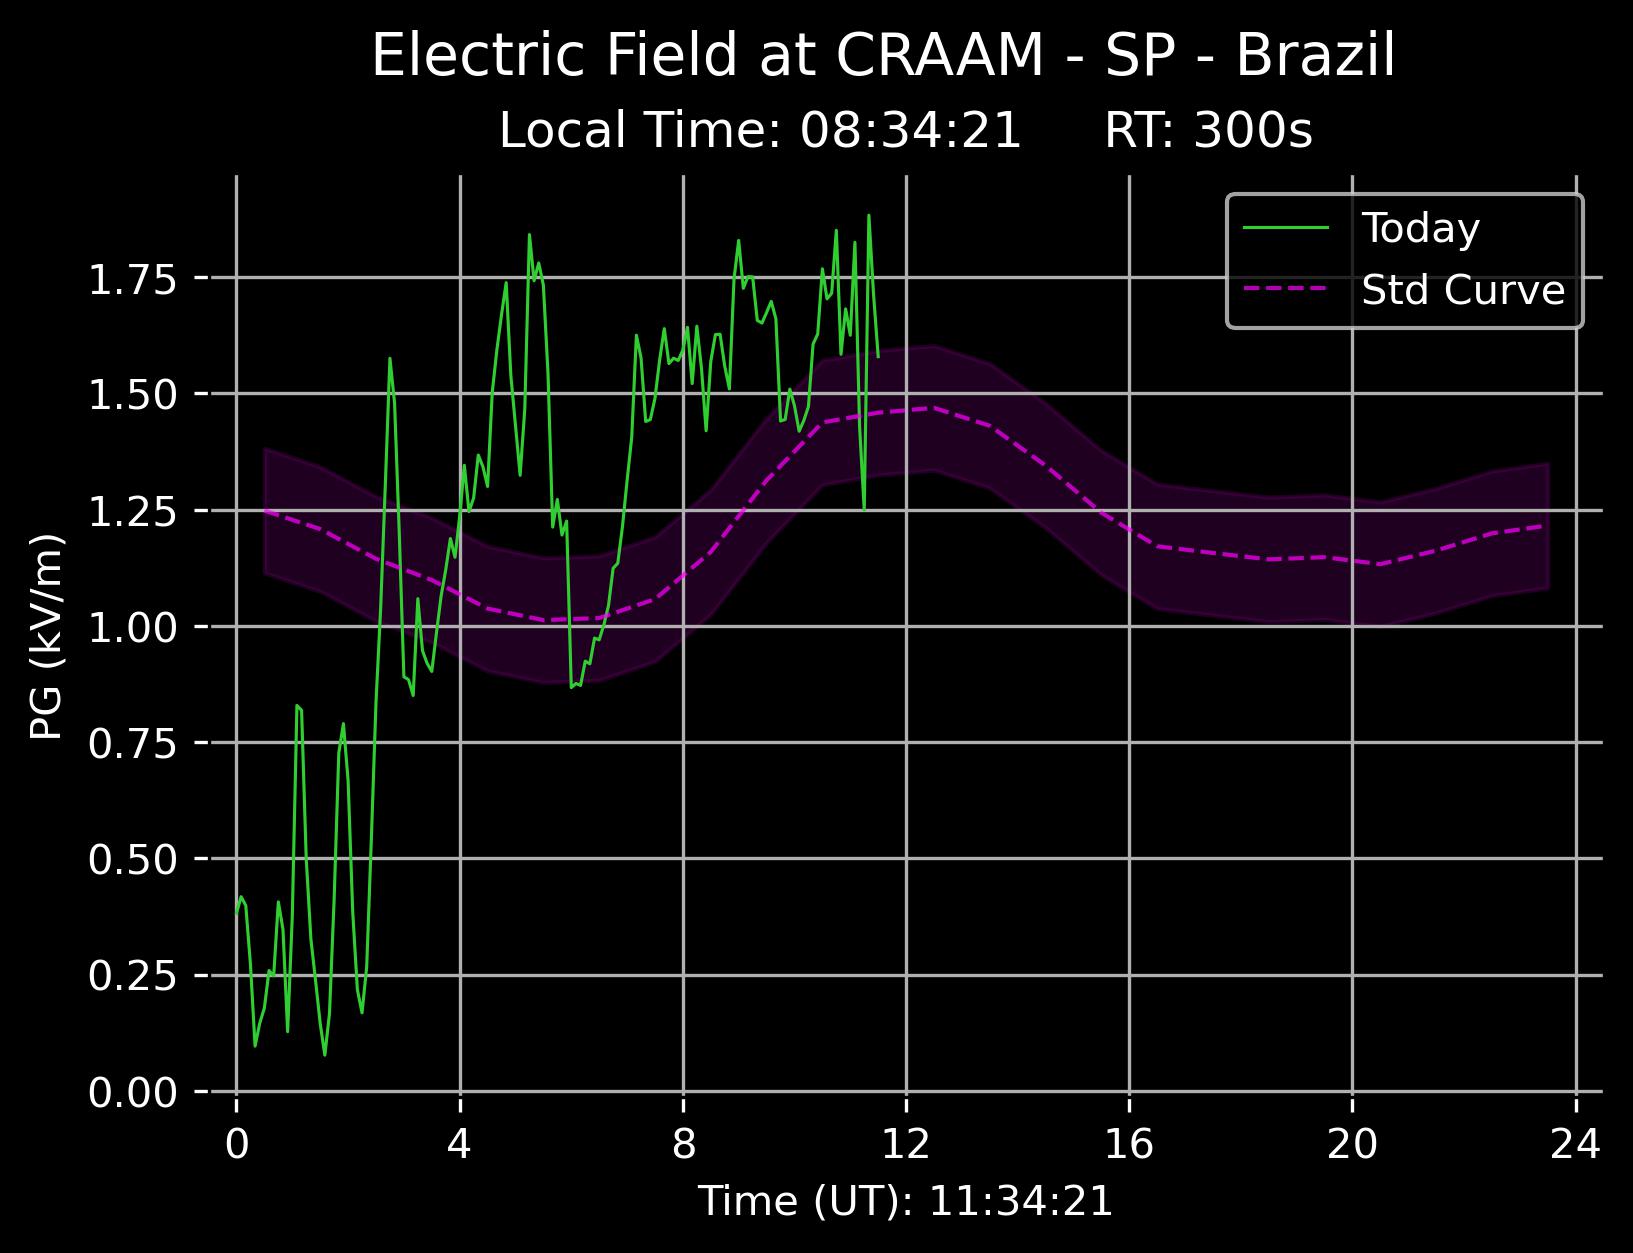 Electric Field at CRAAM - SP - Brazil
Local Time: 08:34:21 RT: 300s
Today
Std Curve
PG (kV/m)
1.75
1.50
1.25
1.00
0.75
0.50
0.25
0.00
0 4 8 12 16 20 24
Time (UT): 11:34:21